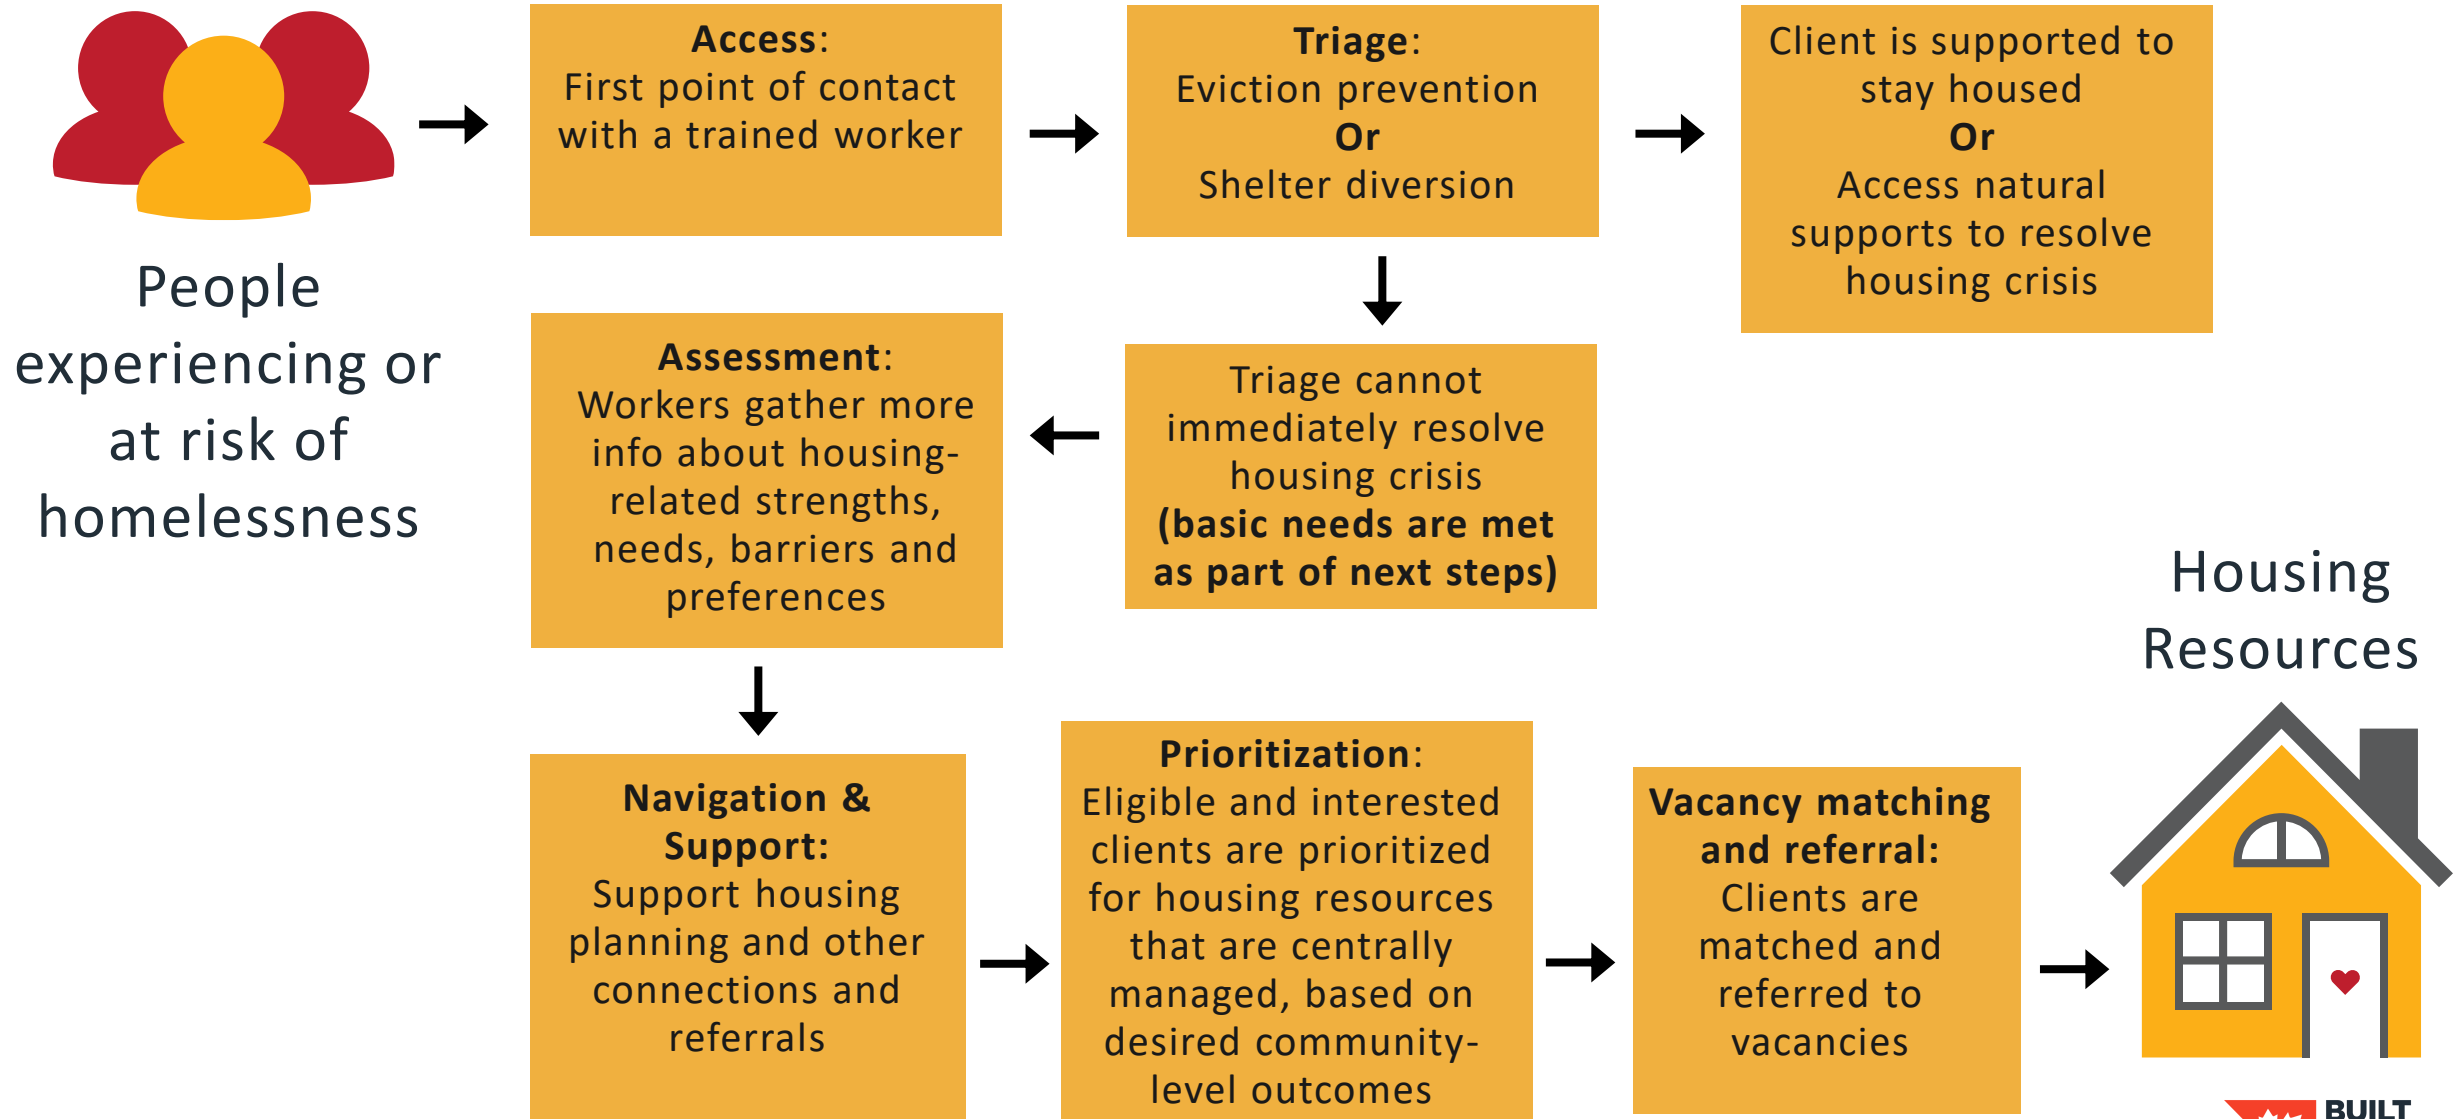 People
experiencing or
at risk of
homelessness
Access:
First point of contact
with a trained worker
Triage:
Eviction prevention
Or
Shelter diversion
Client is supported to
stay housed
Or
Access natural
supports to resolve
housing crisis
Triage cannot
immediately resolve
housing crisis
(basic needs are met
as part of next steps)
Assessment:
Workers gather more
info about housing-
related strengths,
needs, barriers and
preferences
Navigation &
Support:
Support housing
planning and other
connections and
referrals
Prioritization:
Eligible and interested
clients are prioritized
for housing resources
that are centrally
managed, based on
desired community-
level outcomes
Vacancy matching
and referral:
Clients are
matched and
referred to
vacancies
Housing
Resources
BUILT